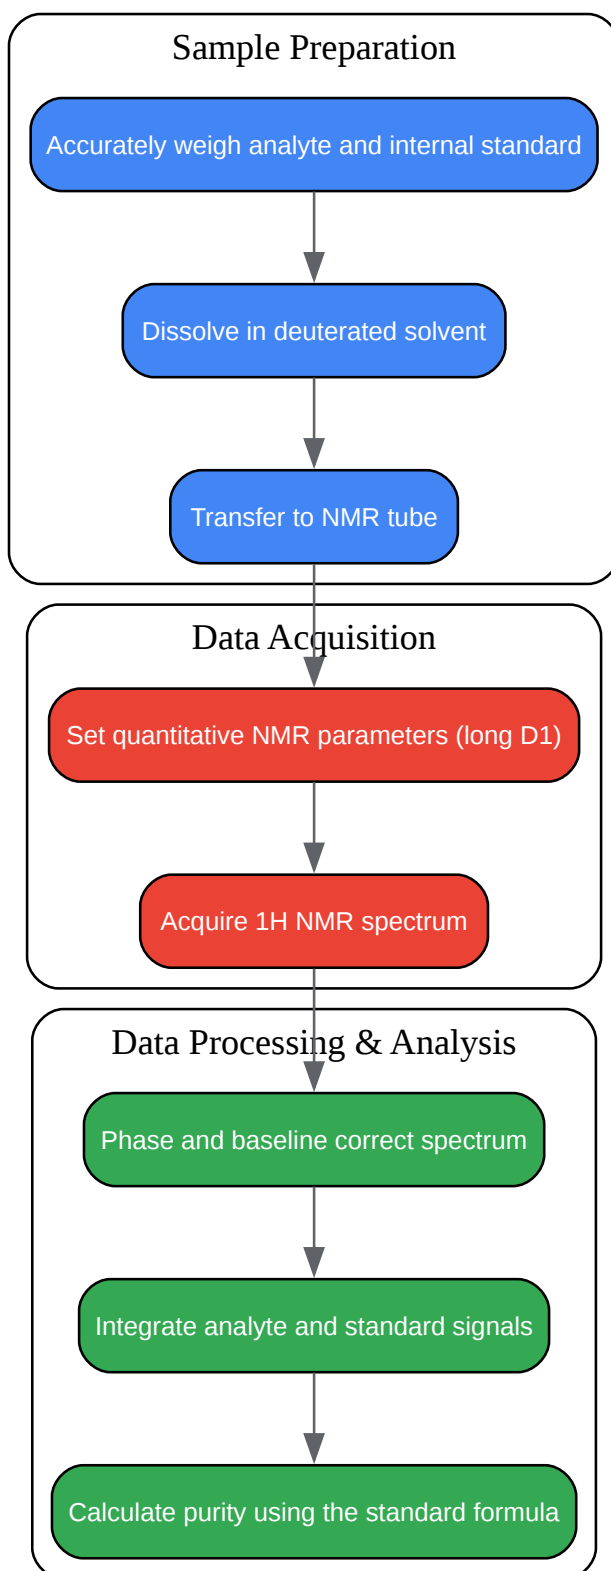 Sample Preparation
Accurately weigh analyte and internal standard
Dissolve in deuterated solvent
Transfer to NMR tube
Data Acquisition
Set quantitative NMR parameters (long D1)
Acquire 1H NMR spectrum
Data Processing & Analysis
Phase and baseline correct spectrum
Integrate analyte and standard signals
Calculate purity using the standard formula